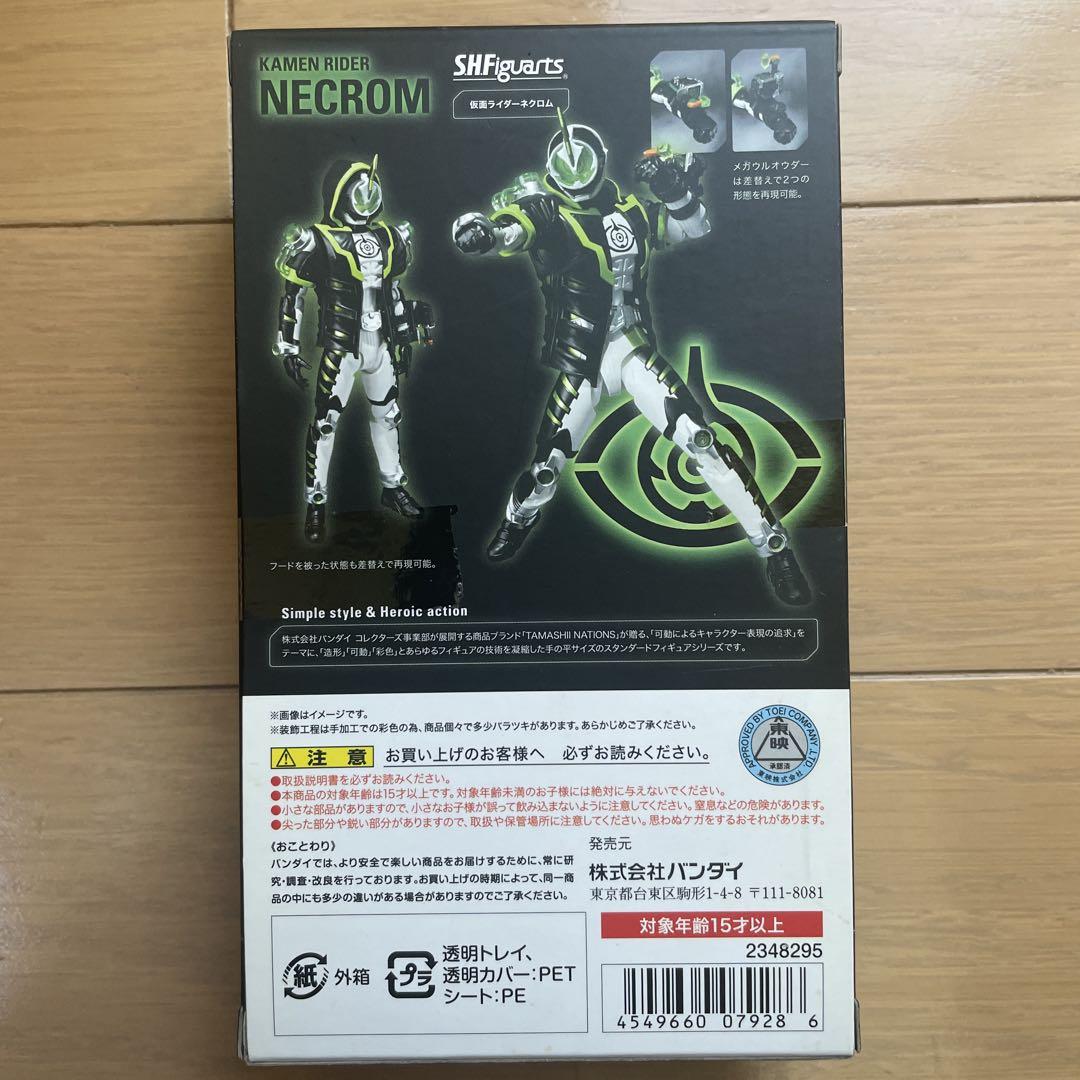 KAMEN RIDER
NECROM
S.H.Figuarts
仮面ライダーネクロム
メガウルオウダー
は差替えで2つの
形態を再現可能。
フードを被った状態も差替えで再現可能。
Simple style & Heroic action
株式会社バンダイ コレクターズ事業部が展開する商品ブランド「TAMASHII NATIONS」が贈る、「可動によるキャラクター表現の追求」を
テーマに、「造形」「可動」「彩色」とあらゆるフィギュアの技術を凝縮した手の平サイズのスタンダードフィギュアシリーズです。
※画像はイメージです。
※装飾工程は手加工での彩色の為、商品個々で多少バラツキがあります。あらかじめご了承ください。
注意 お買い上げのお客様へ 必ずお読みください。
●取扱説明書を必ずお読みください。
●本商品の対象年齢は15才以上です。対象年齢未満のお子様には絶対に与えないでください。
●小さな部品がありますので、小さなお子様が誤って飲み込まないように注意してください。窒息などの危険があります。
●尖った部分や鋭い部分がありますので、取扱や保管場所に注意してください。思わぬケガをするおそれがあります。
APPROVED BY TOEI COMPANY, LTD.
東映
承認済
東映株式会社
《おことわり》
バンダイでは、より安全で楽しい商品をお届けするために、常に研
究・調査・改良を行っております。お買い上げの時期によって、同一商
品の中にも多少の違いがある場合がありますのでご了承ください。
発売元
株式会社バンダイ
東京都台東区駒形1-4-8 〒111-8081
対象年齢15才以上
2348295
紙 外箱
プラ 透明トレイ、
透明カバー:PET
シート:PE
4549660 07928 6